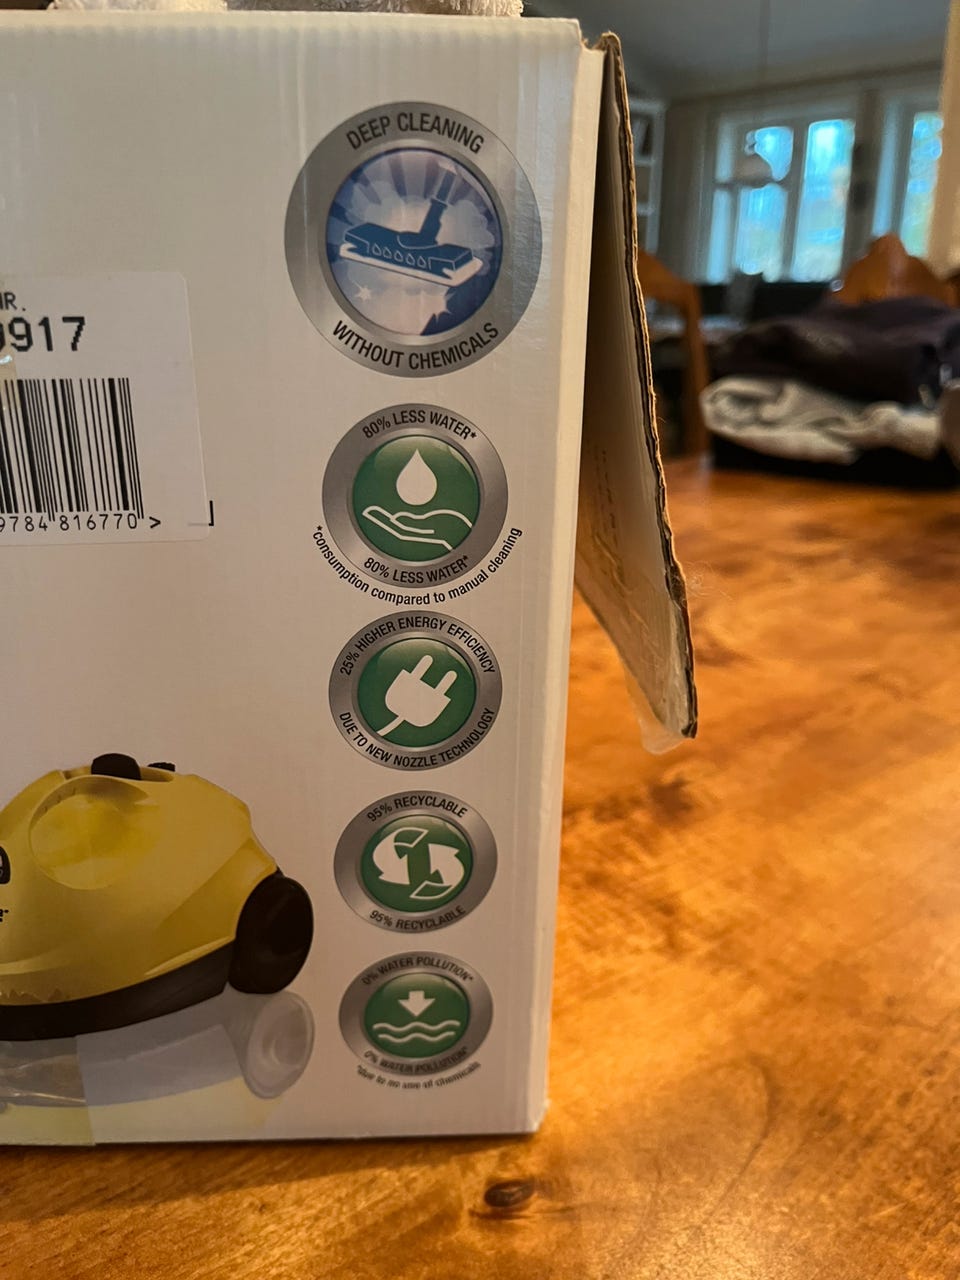 DEEP CLEANING
WITHOUT CHEMICALS
917
9784 816770 >
80% LESS WATER*
80% LESS WATER*
*consumption compared to manual cleaning
25% HIGHER ENERGY EFFICIENCY
DUE TO NEW NOZZLE TECHNOLOGY
95% RECYCLABLE
95% RECYCLABLE
0% WATER POLLUTION*
0% WATER POLLUTION*
*due to no use of chemicals